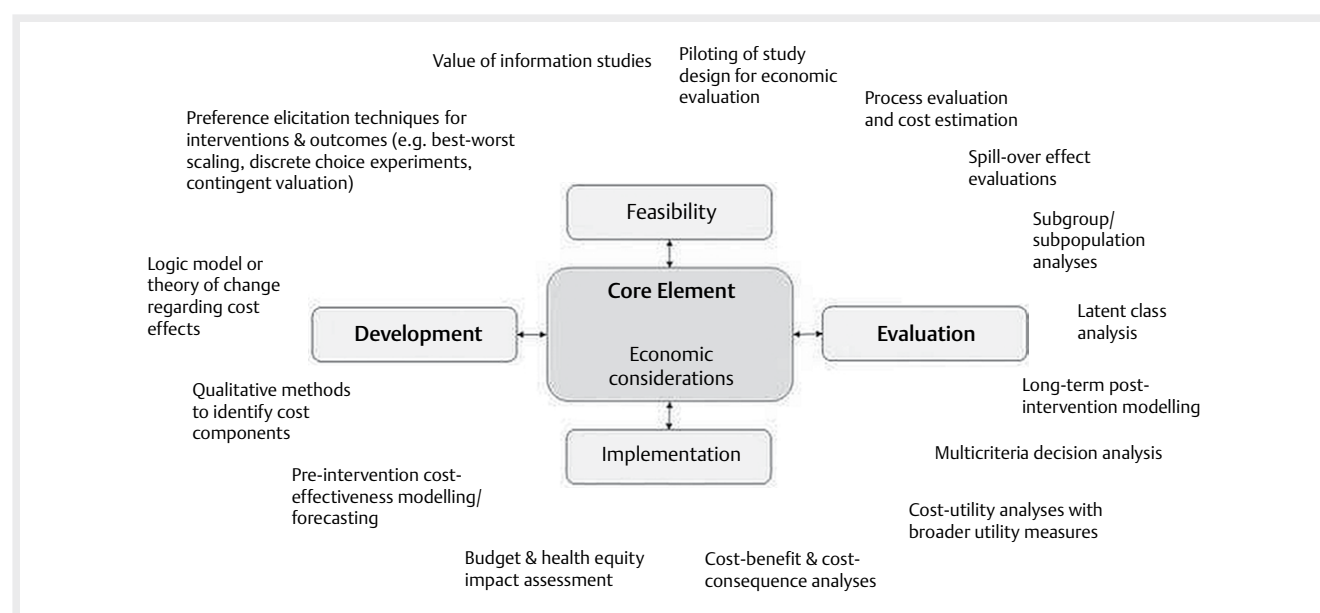 Value of information studies
Piloting of study
design for economic
evaluation
Process evaluation
and cost estimation
Preference elicitation techniques for
interventions & outcomes (e.g. best-worst
scaling, discrete choice experiments,
contingent valuation)
Spill-over effect
evaluations
Feasibility
Subgroup/
subpopulation
analyses
Logic model or
theory of change
regarding cost
effects
Core Element
Economic
considerations
Development
Evaluation
Latent class
analysis
Qualitative methods
to identify cost
components
Long-term post-
intervention modelling
Implementation
Multicriteria decision analysis
Pre-intervention cost-
effectiveness modelling/
forecasting
Cost-utility analyses with
broader utility measures
Budget & health equity
impact assessment
Cost-benefit & cost-
consequence analyses